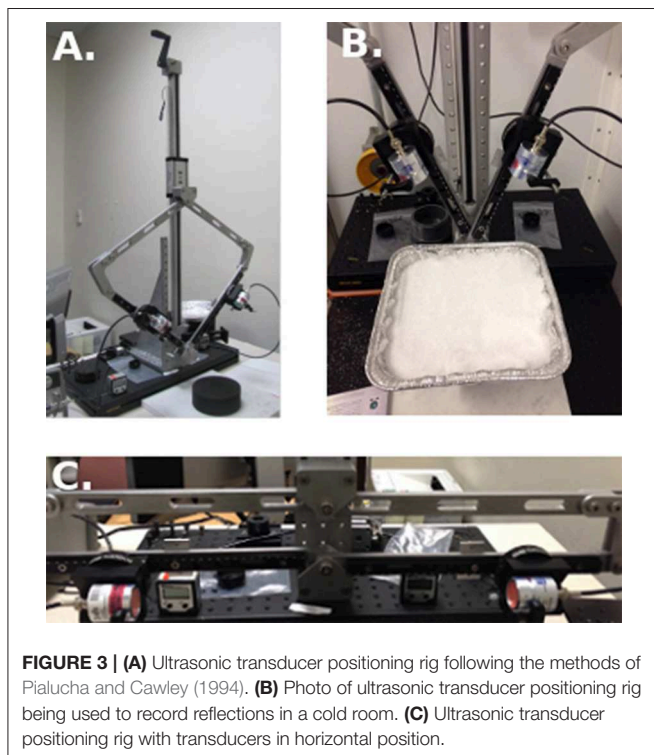 A.
B.
C.
FIGURE 3 | (A) Ultrasonic transducer positioning rig following the methods of
Pialucha and Cawley (1994). (B) Photo of ultrasonic transducer positioning rig
being used to record reflections in a cold room. (C) Ultrasonic transducer
positioning rig with transducers in horizontal position.